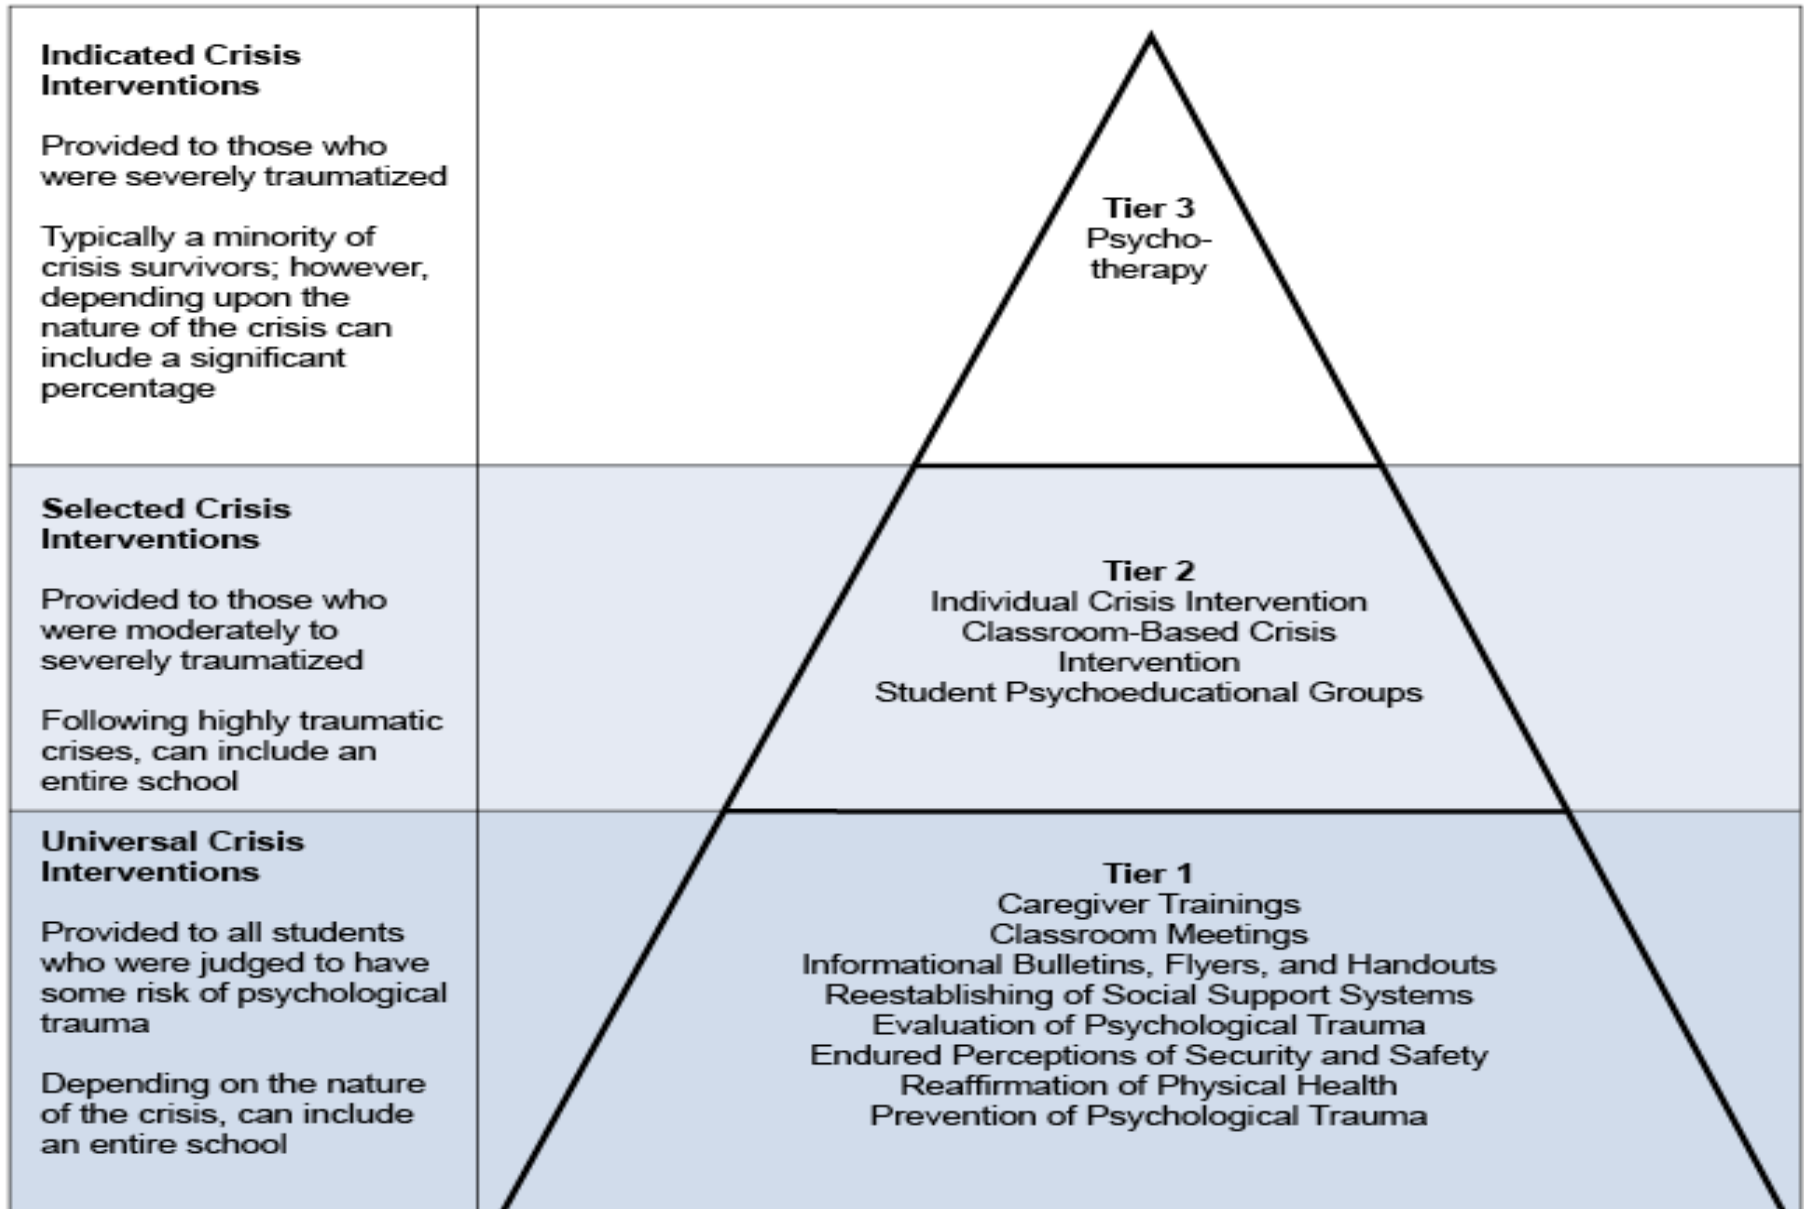 Indicated Crisis
Interventions
Provided to those who
were severely traumatized
Typically a minority of
crisis survivors; however,
depending upon the
nature of the crisis can
include a significant
percentage
Tier 3
Psycho-
therapy
Selected Crisis
Interventions
Provided to those who
were moderately to
severely traumatized
Following highly traumatic
crises, can include an
entire school
Tier 2
Individual Crisis Intervention
Classroom-Based Crisis
Intervention
Student Psychoeducational Groups
Universal Crisis
Interventions
Provided to all students
who were judged to have
some risk of psychological
trauma
Depending on the nature
of the crisis, can include
an entire school
Tier 1
Caregiver Trainings
Classroom Meetings
Informational Bulletins, Flyers, and Handouts
Reestablishing of Social Support Systems
Evaluation of Psychological Trauma
Endured Perceptions of Security and Safety
Reaffirmation of Physical Health
Prevention of Psychological Trauma